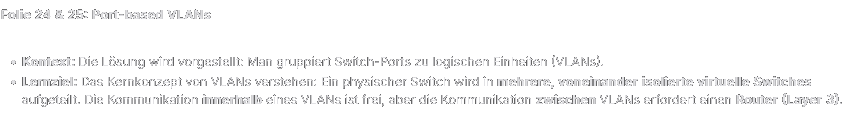 Folie 24 & 25: Port-based VLANs
Kontext: Die Lösung wird vorgestellt: Man gruppiert Switch-Ports zu logischen Einheiten (VLANs).
Lernziel: Das Kernkonzept von VLANs verstehen: Ein physischer Switch wird in mehrere, voneinander isolierte virtuelle Switches
aufgeteilt. Die Kommunikation innerhalb eines VLANs ist frei, aber die Kommunikation zwischen VLANs erfordert einen Router (Layer 3).